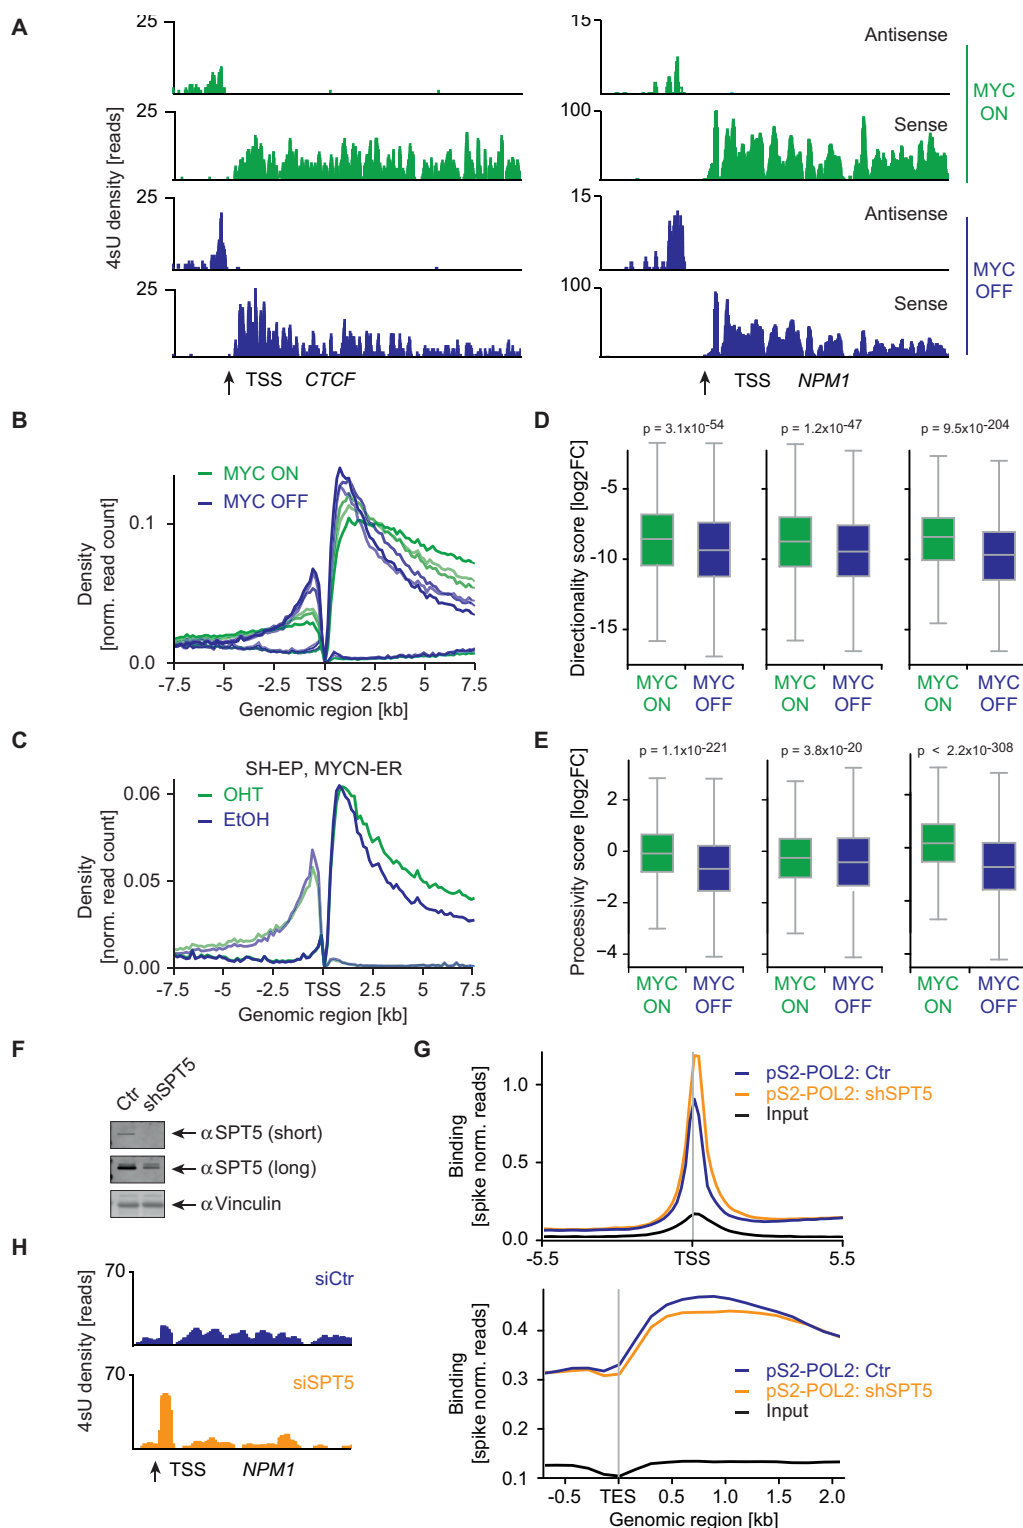 A
25
15
Antisense
MYC
ON
25
100
Sense
4sU density [reads]
25
15
Antisense
MYC
OFF
25
100
Sense
TSS CTCF
TSS NPM1
B
MYC ON
MYC OFF
0.1
0.0
Density
[norm. read count]
-7.5 -5 -2.5 TSS 2.5 5 7.5
Genomic region [kb]
C
SH-EP, MYCN-ER
OHT
EtOH
0.06
0.05
0.00
Density
[norm. read count]
-7.5 -5 -2.5 TSS 2.5 5 7.5
Genomic region [kb]
D
p = 3.1x10-54
p = 1.2x10-47
p = 9.5x10-204
Directionality score [log2FC]
−5
−10
−15
MYC ON MYC OFF
MYC ON MYC OFF
MYC ON MYC OFF
E
p = 1.1x10-221
p = 3.8x10-20
p < 2.2x10-308
Processivity score [log2FC]
2
0
−2
−4
MYC ON MYC OFF
MYC ON MYC OFF
MYC ON MYC OFF
F
Ctr
shSPT5
αSPT5 (short)
αSPT5 (long)
αVinculin
G
pS2-POL2: Ctr
pS2-POL2: shSPT5
Input
1.0
0.5
0.0
Binding
[spike norm. reads]
-5.5 TSS 5.5
0.4
0.3
0.2
0.1
Binding
[spike norm. reads]
pS2-POL2: Ctr
pS2-POL2: shSPT5
Input
-0.5 TES 0.5 1.0 1.5 2.0
Genomic region [kb]
H
70
siCtr
70
siSPT5
4sU density [reads]
TSS NPM1